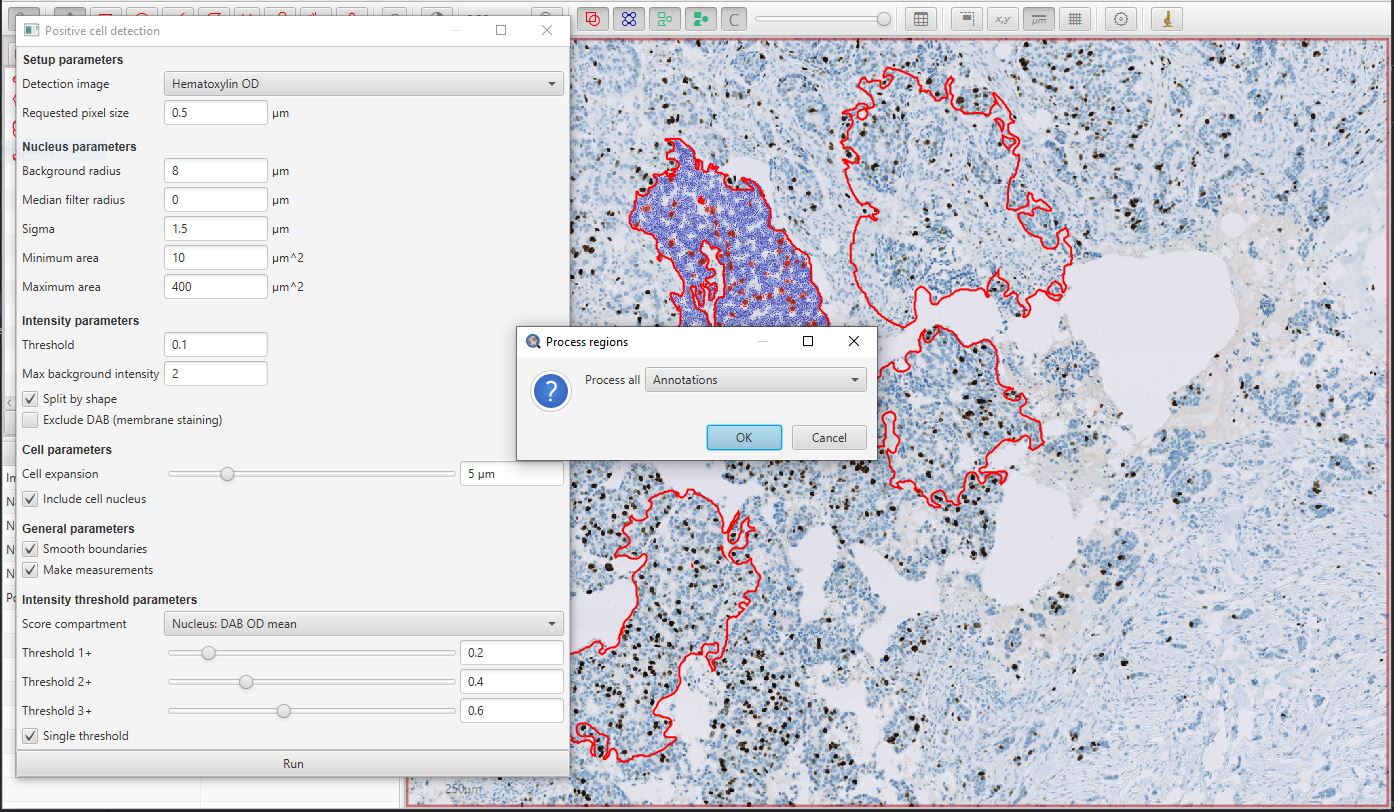 Positive cell detection
Setup parameters
Detection image Hematoxylin OD
Requested pixel size 0.5 µm
Nucleus parameters
Background radius 8 µm
Median filter radius 0 µm
Sigma 1.5 µm
Minimum area 10 µm^2
Maximum area 400 µm^2
Intensity parameters
Threshold 0.1
Max background intensity 2
Split by shape
Exclude DAB (membrane staining)
Cell parameters
Cell expansion 5 µm
Include cell nucleus
General parameters
Smooth boundaries
Make measurements
Intensity threshold parameters
Score compartment Nucleus: DAB OD mean
Threshold 1+ 0.2
Threshold 2+ 0.4
Threshold 3+ 0.6
Single threshold
Run
C
x,y
µm
Process regions
?
Process all Annotations
OK Cancel
Im
N
N
N
N
Po
250µm